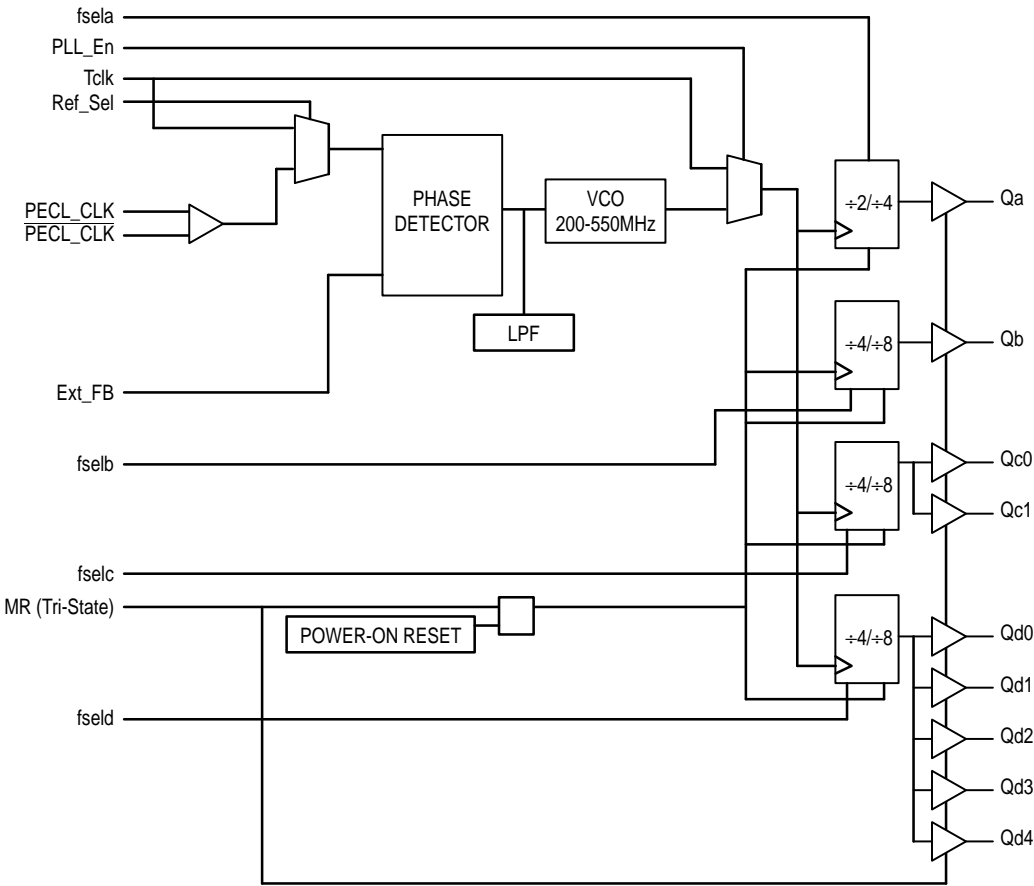 fsela
PLL_En
Tclk
Ref_Sel
PECL_CLK
PECL_CLK
PHASE
DETECTOR
VCO
200-550MHz
LPF
÷2/÷4
Qa
÷4/÷8
Qb
Ext_FB
fselb
÷4/÷8
Qc0
Qc1
fselc
MR (Tri-State)
POWER-ON RESET
÷4/÷8
Qd0
Qd1
fseld
Qd2
Qd3
Qd4